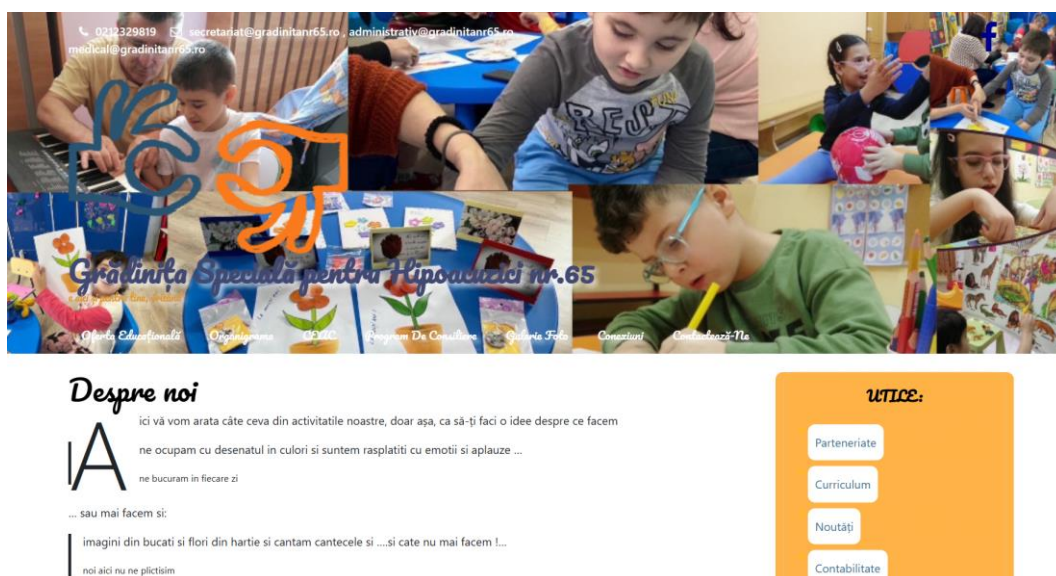 0212329819 secretariat@gradinitanr65.ro , administrativ@gradinitanr65.ro,
medical@gradinitanr65.ro
Grădinița Specială pentru Hipoacuzici nr.65
Oferta Educațională Organigrama CEAC Program De Consiliere Galerie Foto Conexiuni Contactează-Ne
Despre noi
Aici vă vom arata câte ceva din activitatile noastre, doar așa, ca să-ți faci o idee despre ce facem
ne ocupam cu desenatul in culori si suntem rasplatiti cu emotii si aplauze ...
ne bucuram in fiecare zi
... sau mai facem si:
imagini din bucati si flori din hartie si cantam cantecele si ....si cate nu mai facem !...
noi aici nu ne plictisim
UTILE:
Parteneriate
Curriculum
Noutăți
Contabilitate